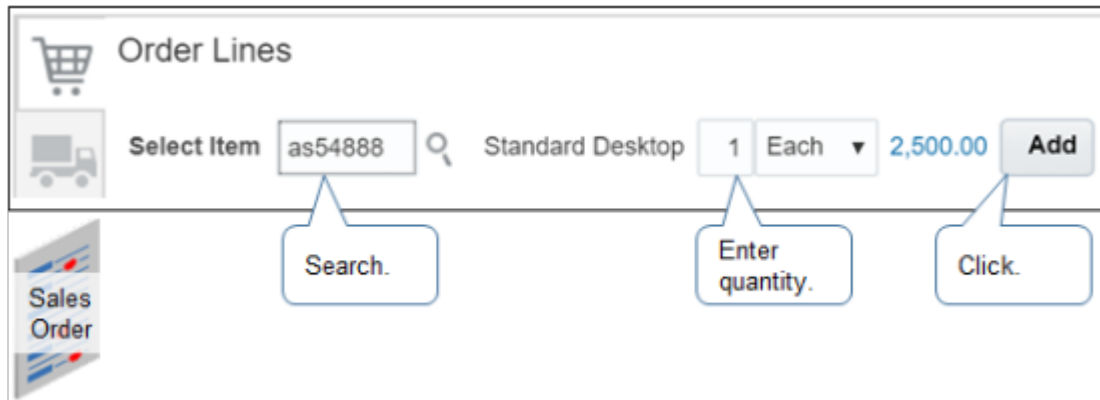 Order Lines
Select Item as54888 Standard Desktop 1 Each 2,500.00 Add
Search.
Enter
quantity.
Click.
Sales
Order